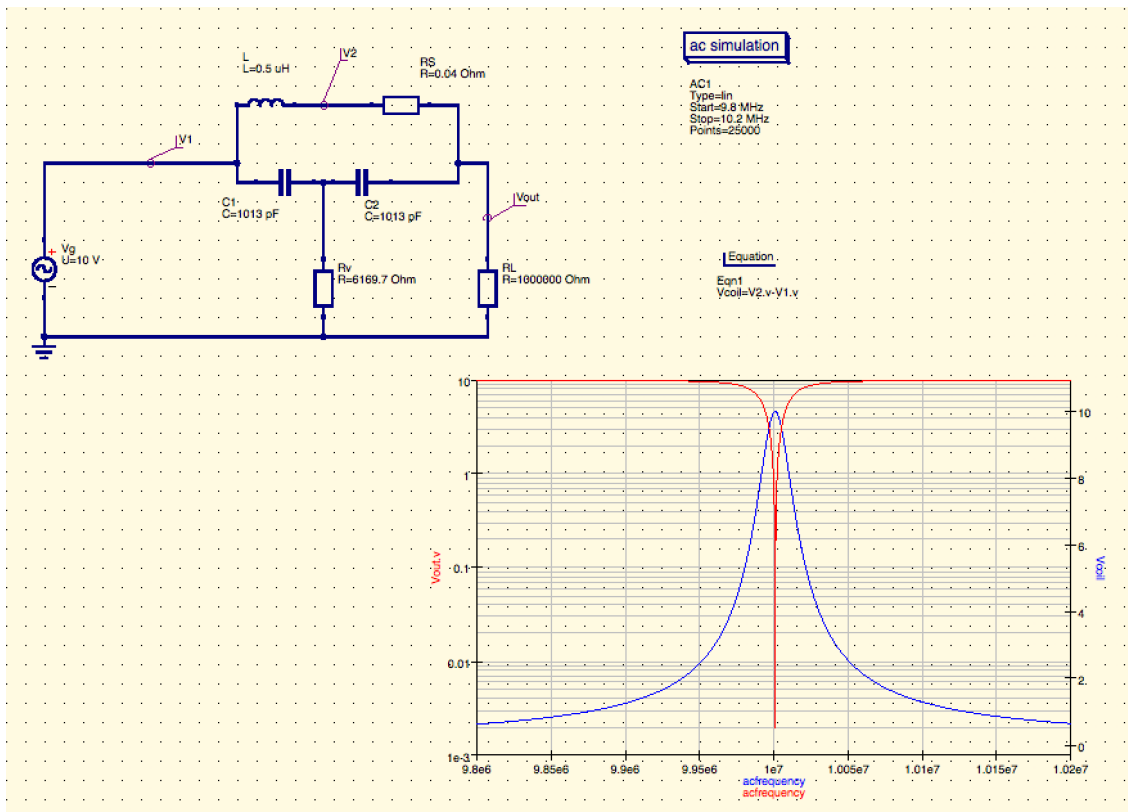 L
L=0.5 uH
V2
RS
R=0.04 Ohm
ac simulation
AC1
Type=lin
Start=9.8 MHz
Stop=10.2 MHz
Points=25000
V1
C1
C=1013 pF
C2
C=1013 pF
Vout
Vg
U=10 V
Rv
R=6169.7 Ohm
RL
R=1000000 Ohm
Equation
Eqn1
Vcoil=V2.v-V1.v
10
1
0.1
0.01
1e-3
Vout.v
10
8
6
4
2
0
Vcoil
9.8e6
9.85e6
9.9e6
9.95e6
1e7
1.005e7
1.01e7
1.015e7
1.02e7
acfrequency
acfrequency